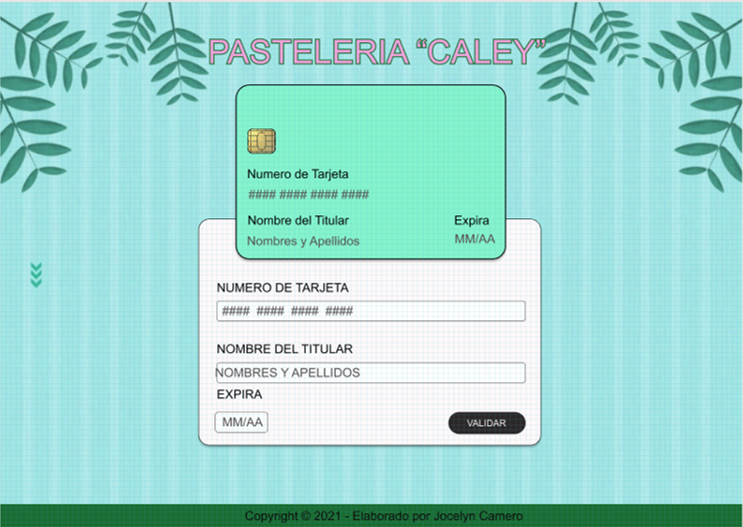 PASTELERIA “CALEY”
Numero de Tarjeta
#### #### #### ####
Nombre del Titular
Expira
Nombres y Apellidos
MM/AA
NUMERO DE TARJETA
#### #### #### ####
NOMBRE DEL TITULAR
NOMBRES Y APELLIDOS
EXPIRA
MM/AA
VALIDAR
Copyright © 2021 - Elaborado por Jocelyn Camero